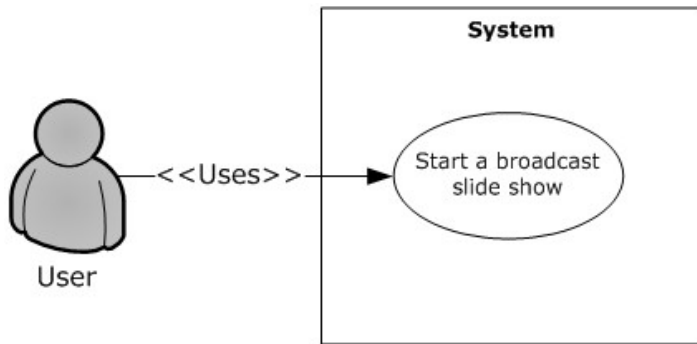 System
Start a broadcast
slide show
<<Uses>>
User